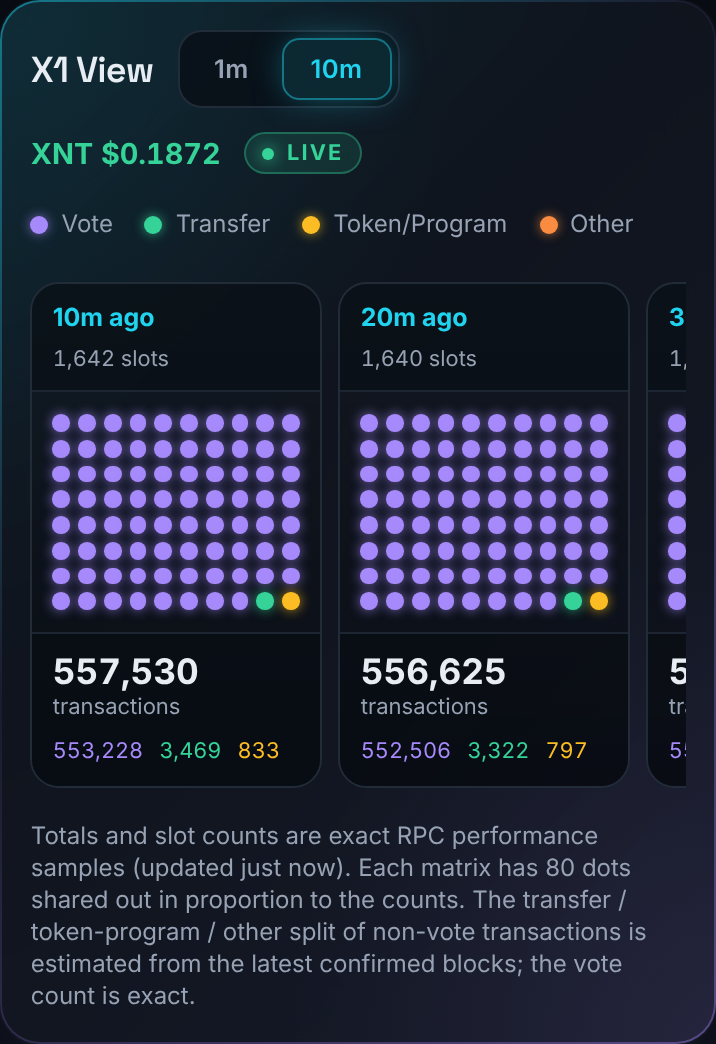 X1 View
1m
10m
XNT $0.1872
LIVE
Vote
Transfer
Token/Program
Other
10m ago
1,642 slots
557,530
transactions
553,228 3,469 833
20m ago
1,640 slots
556,625
transactions
552,506 3,322 797
Totals and slot counts are exact RPC performance
samples (updated just now). Each matrix has 80 dots
shared out in proportion to the counts. The transfer /
token-program / other split of non-vote transactions is
estimated from the latest confirmed blocks; the vote
count is exact.